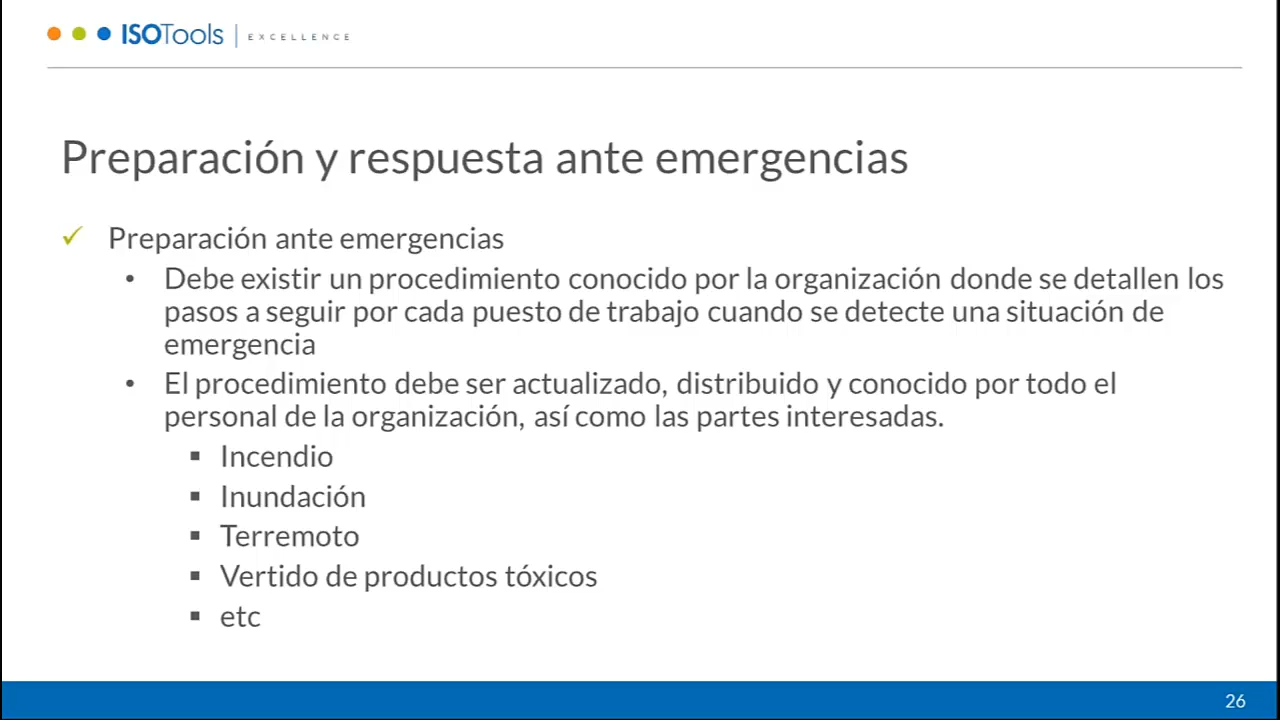 ISOTools | EXCELLENCE
Preparación y respuesta ante emergencias
✓ Preparación ante emergencias
• Debe existir un procedimiento conocido por la organización donde se detallen los
pasos a seguir por cada puesto de trabajo cuando se detecte una situación de
emergencia
• El procedimiento debe ser actualizado, distribuido y conocido por todo el
personal de la organización, así como las partes interesadas.
▪ Incendio
▪ Inundación
▪ Terremoto
▪ Vertido de productos tóxicos
▪ etc
26